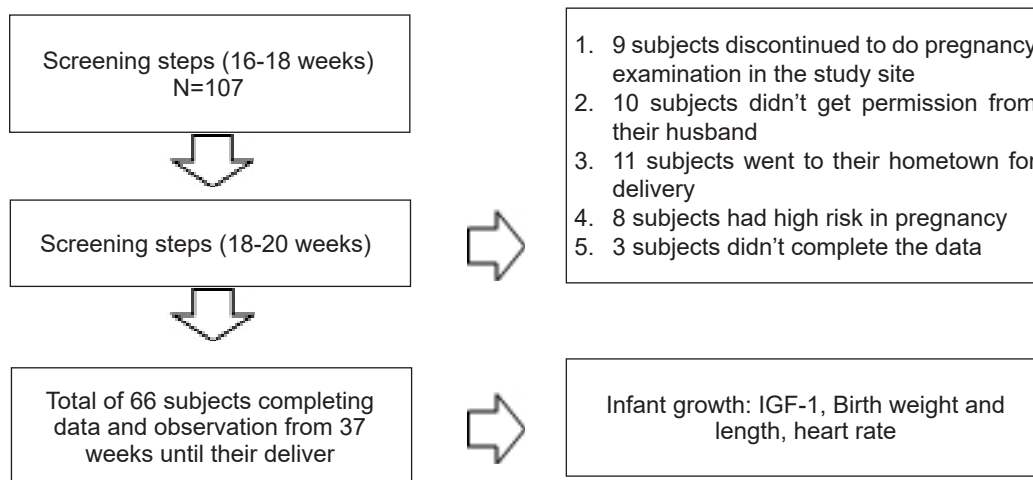 Screening steps (16-18 weeks)
N=107
1. 9 subjects discontinued to do pregnancy
examination in the study site
2. 10 subjects didn't get permission from
their husband
3. 11 subjects went to their hometown for
delivery
4. 8 subjects had high risk in pregnancy
5. 3 subjects didn't complete the data
Screening steps (18-20 weeks)
Total of 66 subjects completing
data and observation from 37
weeks until their deliver
Infant growth: IGF-1, Birth weight and
length, heart rate